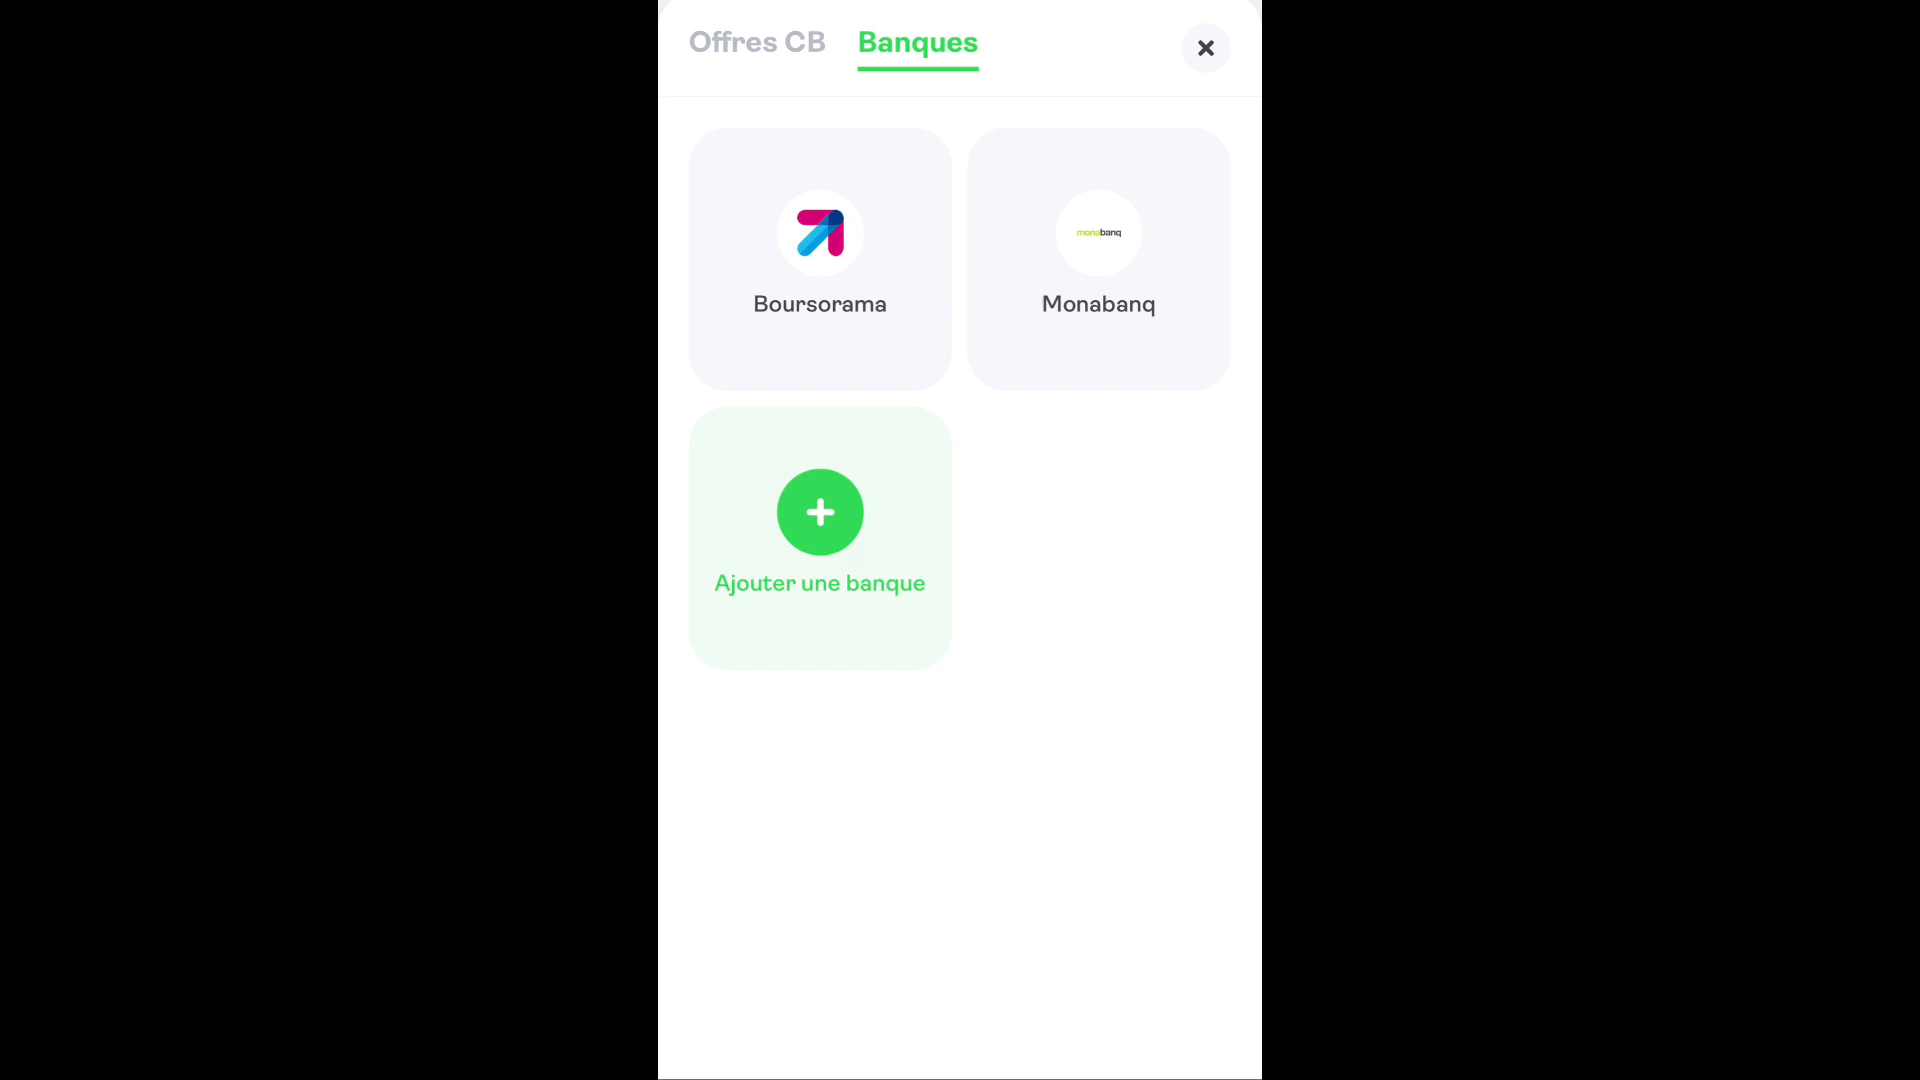 Offres CB
Banques
monabanq
Boursorama
Monabanq
Ajouter une banque